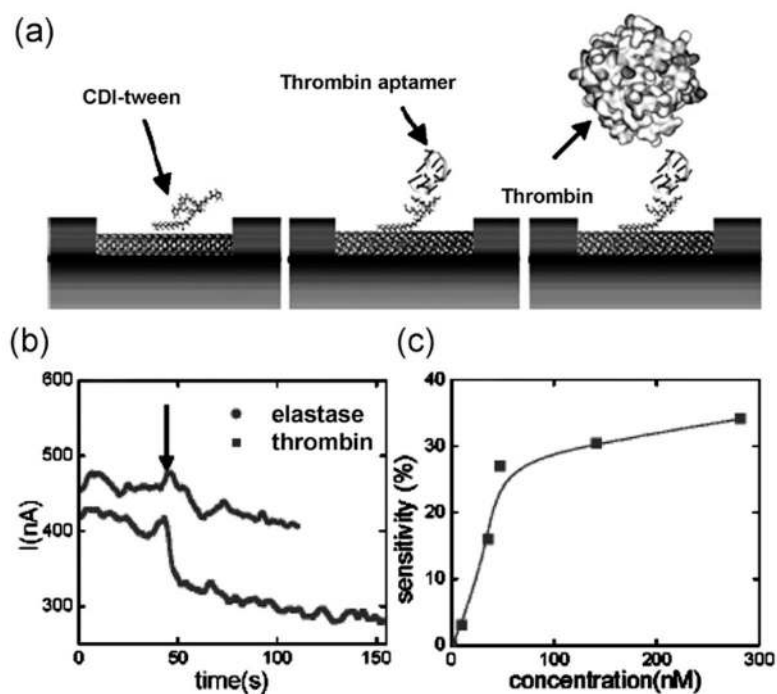 (a)
CDI-tween
Thrombin aptamer
Thrombin
(b)
600
500
400
300
I(nA)
elastase
thrombin
0
50
100
150
time(s)
(c)
40
30
20
10
0
sensitivity (%)
0
100
200
300
concentration(nM)